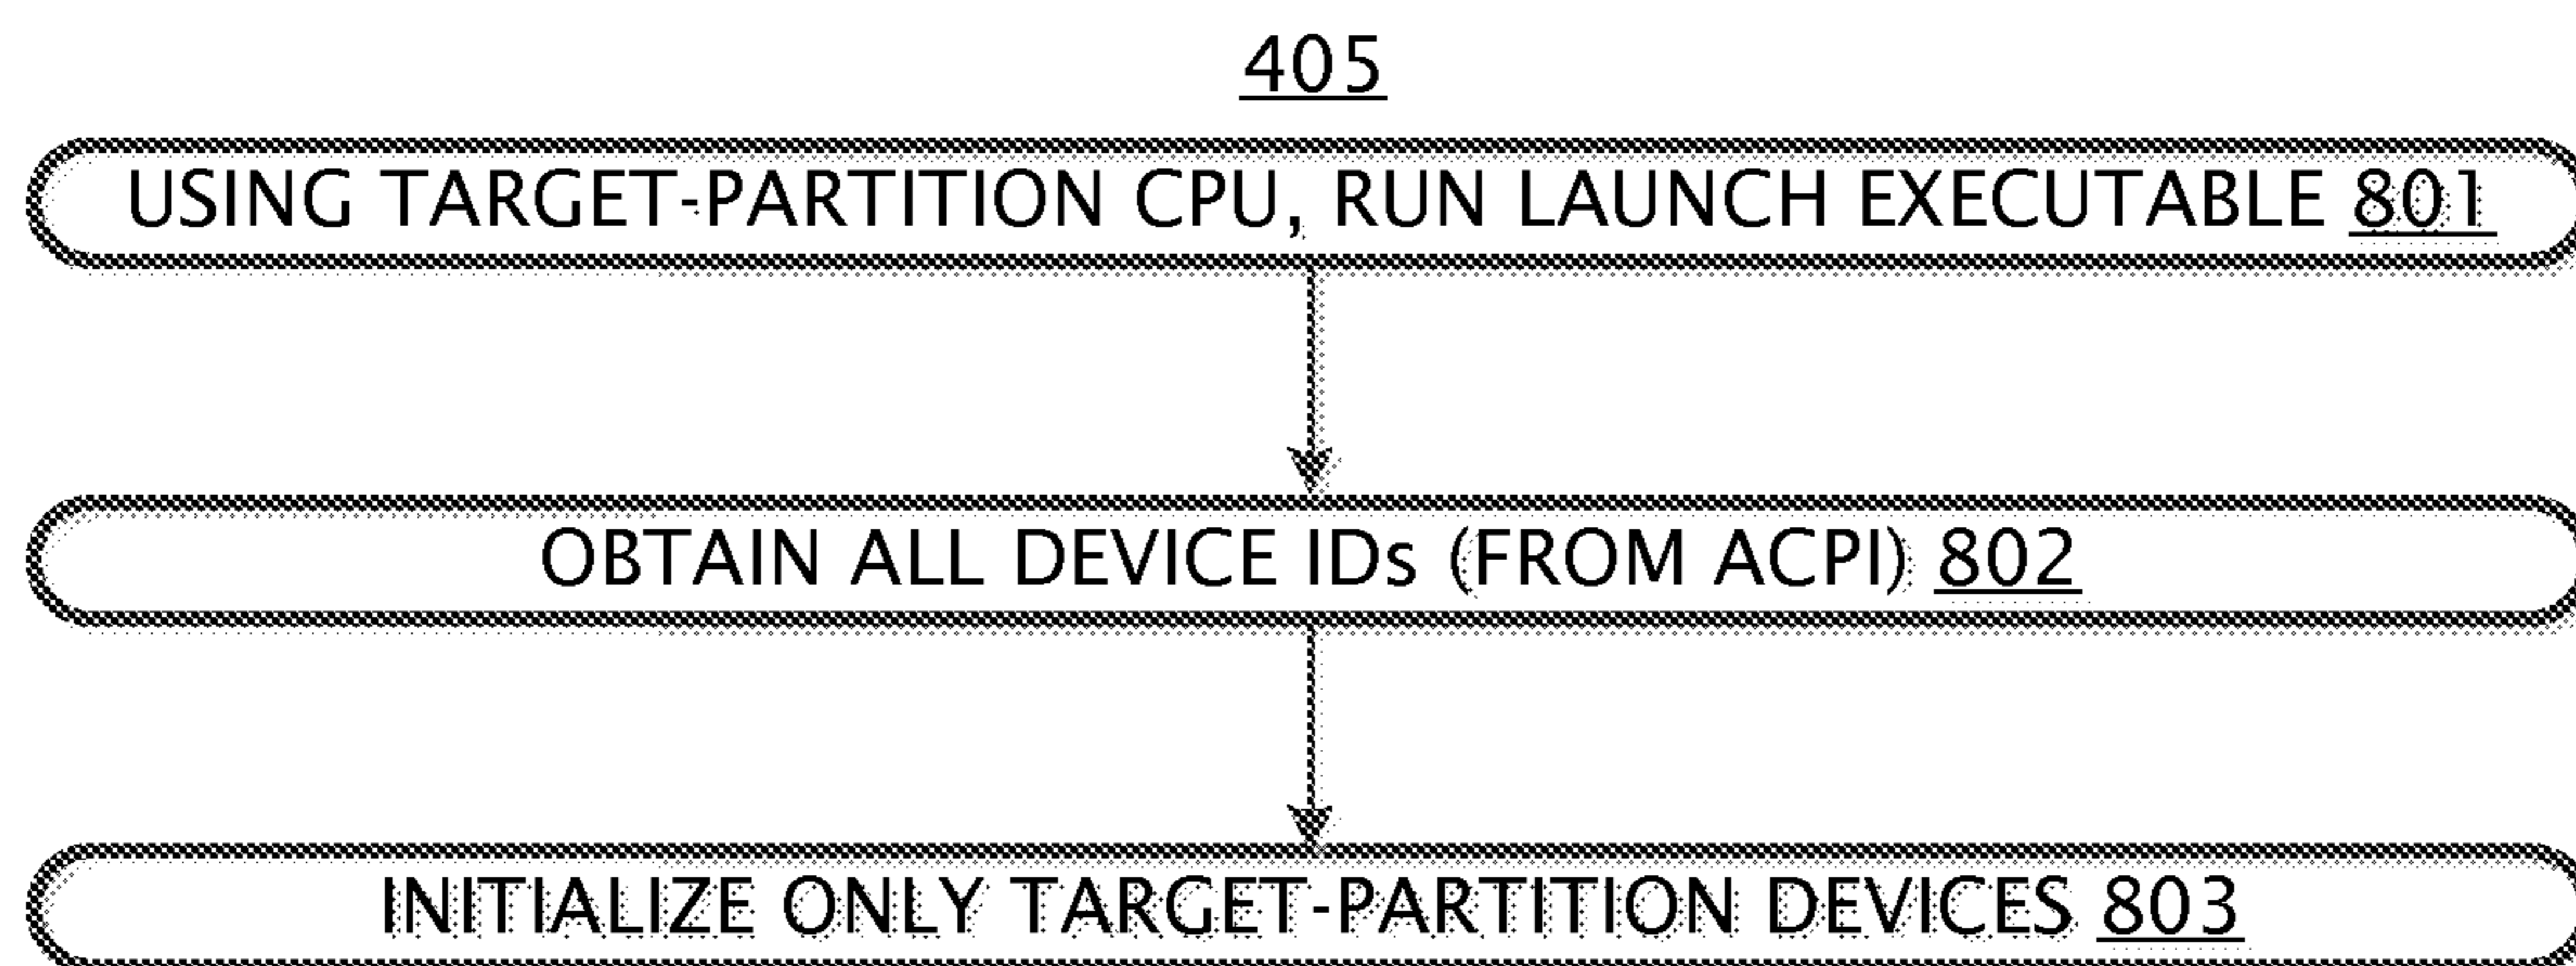 405
USING TARGET-PARTITION CPU, RUN LAUNCH EXECUTABLE 801
OBTAIN ALL DEVICE IDs (FROM ACPI) 802
INITIALIZE ONLY TARGET-PARTITION DEVICES 803